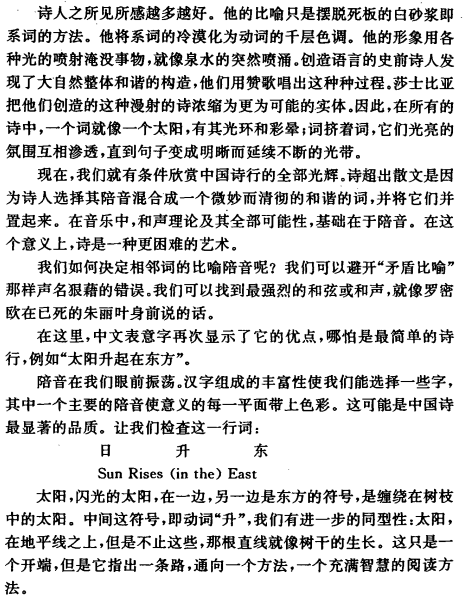 诗人之所见所感越多越好。他的比喻只是摆脱死板的白砂浆即
系词的方法。他将系词的冷漠化为动词的千层色调。他的形象用各
种光的喷射淹没事物,就像泉水的突然喷涌。创造语言的史前诗人发
现了大自然整体和谐的构造,他们用赞歌唱出这种种过程。莎士比亚
把他们创造的这种漫射的诗浓缩为更为可能的实体。因此,在所有的
诗中,一个词就像一个太阳,有其光环和彩晕;词挤着词,它们光亮的
氛围互相渗透,直到句子变成明晰而延续不断的光带。
现在,我们就有条件欣赏中国诗行的全部光辉。诗超出散文是因
为诗人选择其陪音混合成一个微妙而清彻的和谐的词,并将它们并
置起来。在音乐中,和声理论及其全部可能性,基础在于陪音。在这
个意义上,诗是一种更困难的艺术。
我们如何决定相邻词的比喻陪音呢?我们可以避开“矛盾比喻”
那样声名狠藉的错误。我们可以找到最强烈的和弦或和声,就像罗密
欧在已死的朱丽叶身前说的话。
在这里,中文表意字再次显示了它的优点,哪怕是最简单的诗
行,例如“太阳升起在东方”。
陪音在我们眼前振荡。汉字组成的丰富性使我们能选择一些字,
其中一个主要的陪音使意义的每一平面带上色彩。这可能是中国诗
最显著的品质。让我们检查这一行词:
日 升 东
Sun Rises (in the) East
太阳,闪光的太阳,在一边,另一边是东方的符号,是缠绕在树枝
中的太阳。中间这符号,即动词“升”,我们有进一步的同型性:太阳,
在地平线之上,但是不止这些,那根直线就像树干的生长。这只是一
个开端,但是它指出一条路,通向一个方法,一个充满智慧的阅读方
法。